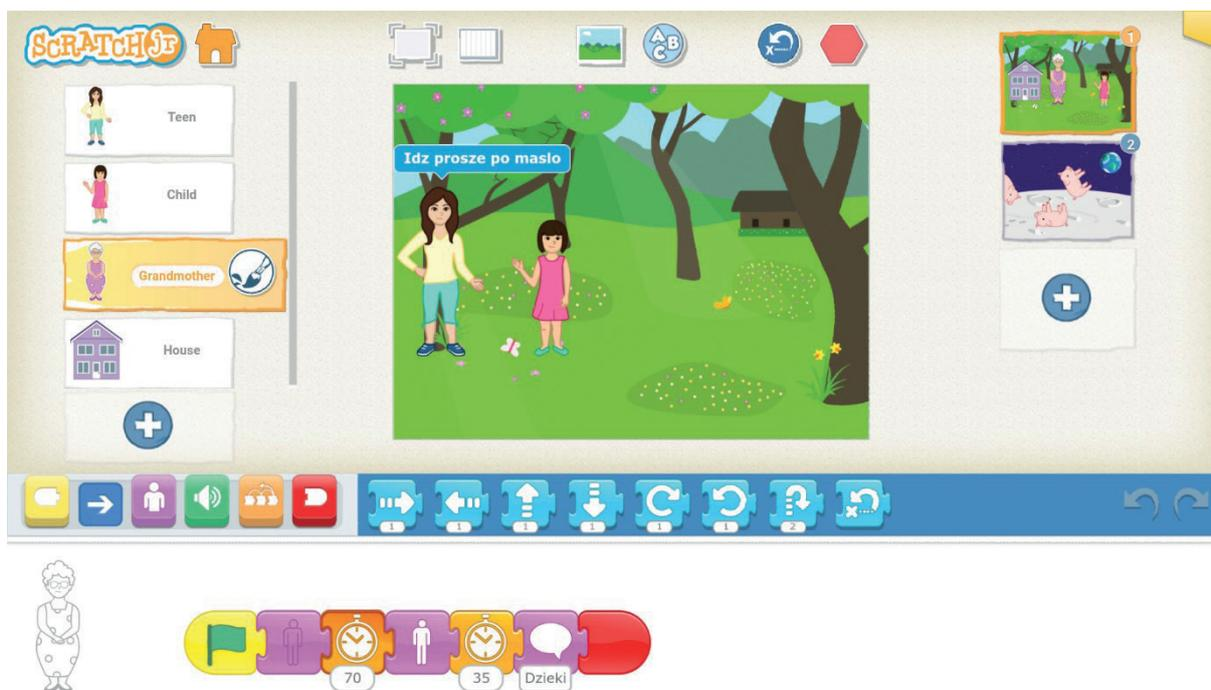 SCRATCH JR
ABC
1
Teen
Idz prosze po maslo
2
Child
Grandmother
House
1
1
1
1
1
1
2
70
35
Dzieki